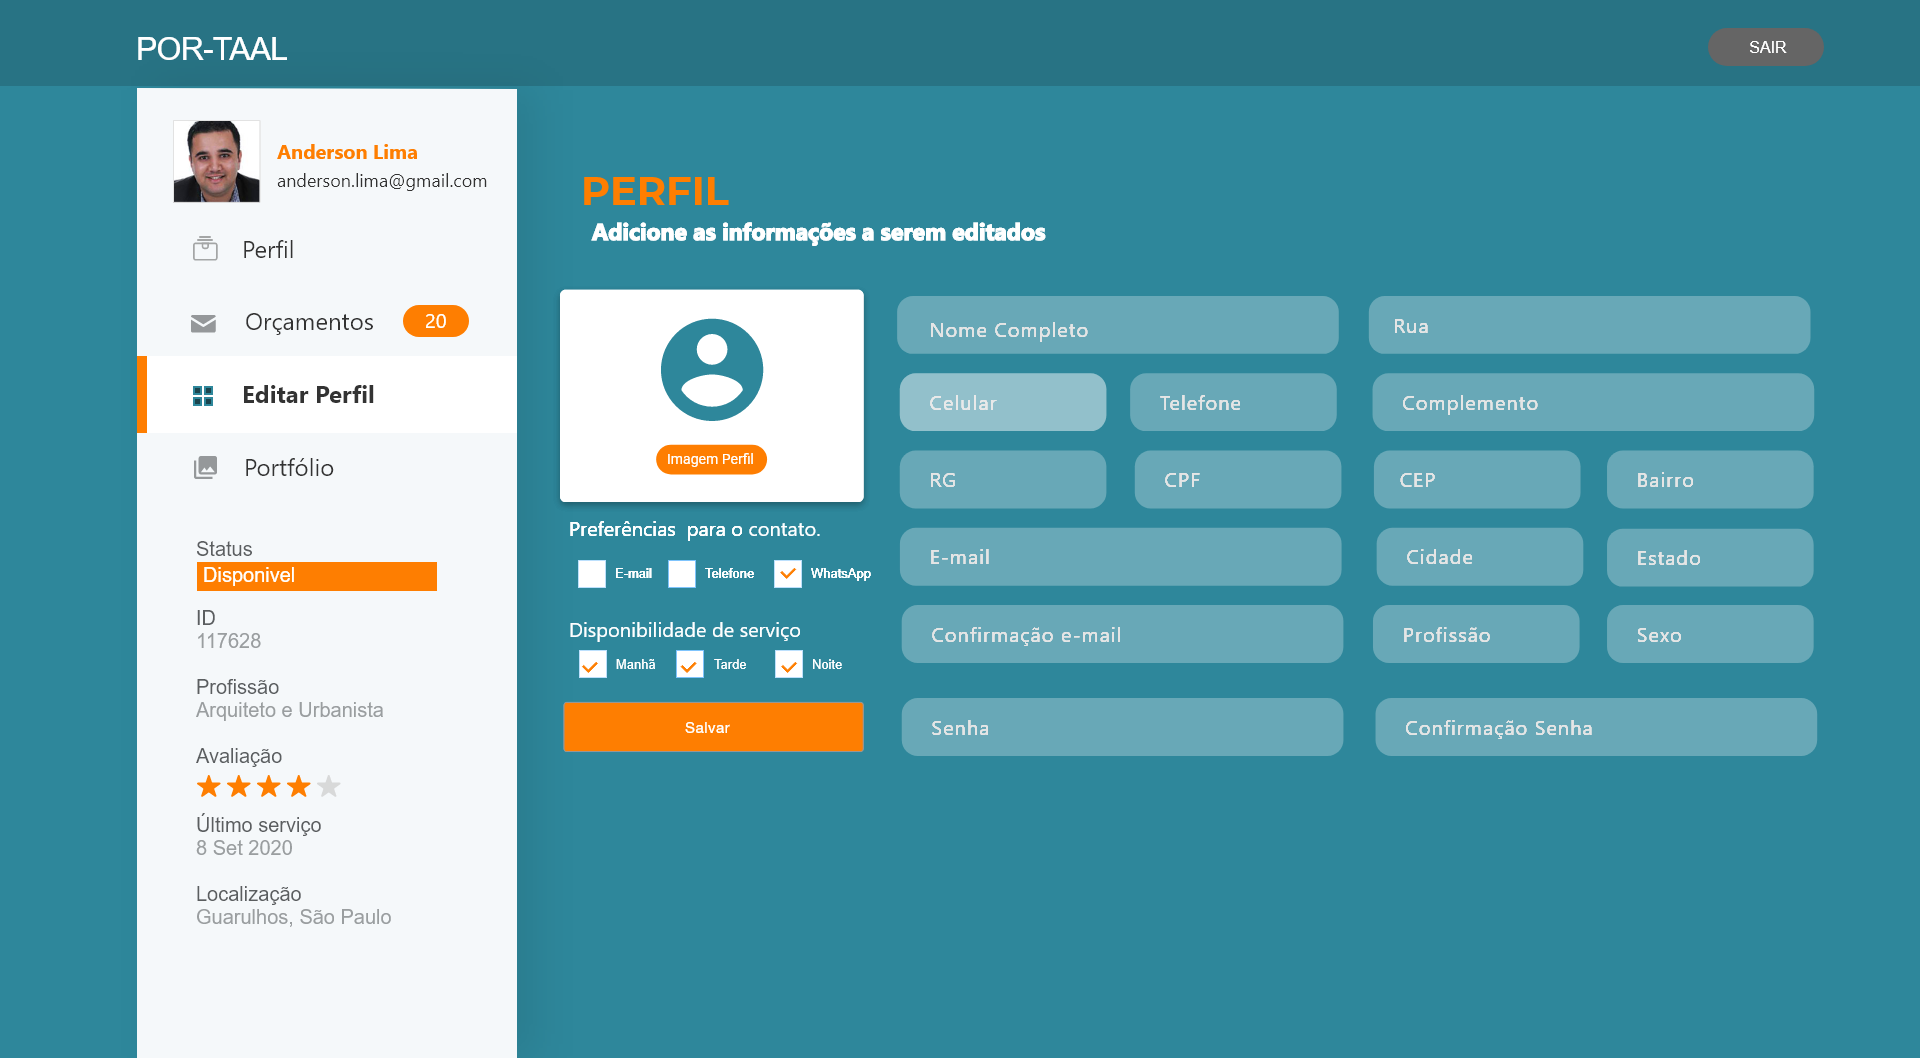 POR-TAAL
SAIR
Anderson Lima
anderson.lima@gmail.com
Perfil
Orçamentos 20
Editar Perfil
Portfólio
Status
Disponivel
ID
117628
Profissão
Arquiteto e Urbanista
Avaliação
Último serviço
8 Set 2020
Localização
Guarulhos, São Paulo
PERFIL
Adicione as informações a serem editados
Imagem Perfil
Preferências para o contato.
E-mail Telefone WhatsApp
Disponibilidade de serviço
Manhã Tarde Noite
Salvar
Nome Completo Rua
Celular Telefone Complemento
RG CPF CEP Bairro
E-mail Cidade Estado
Confirmação e-mail Profissão Sexo
Senha Confirmação Senha